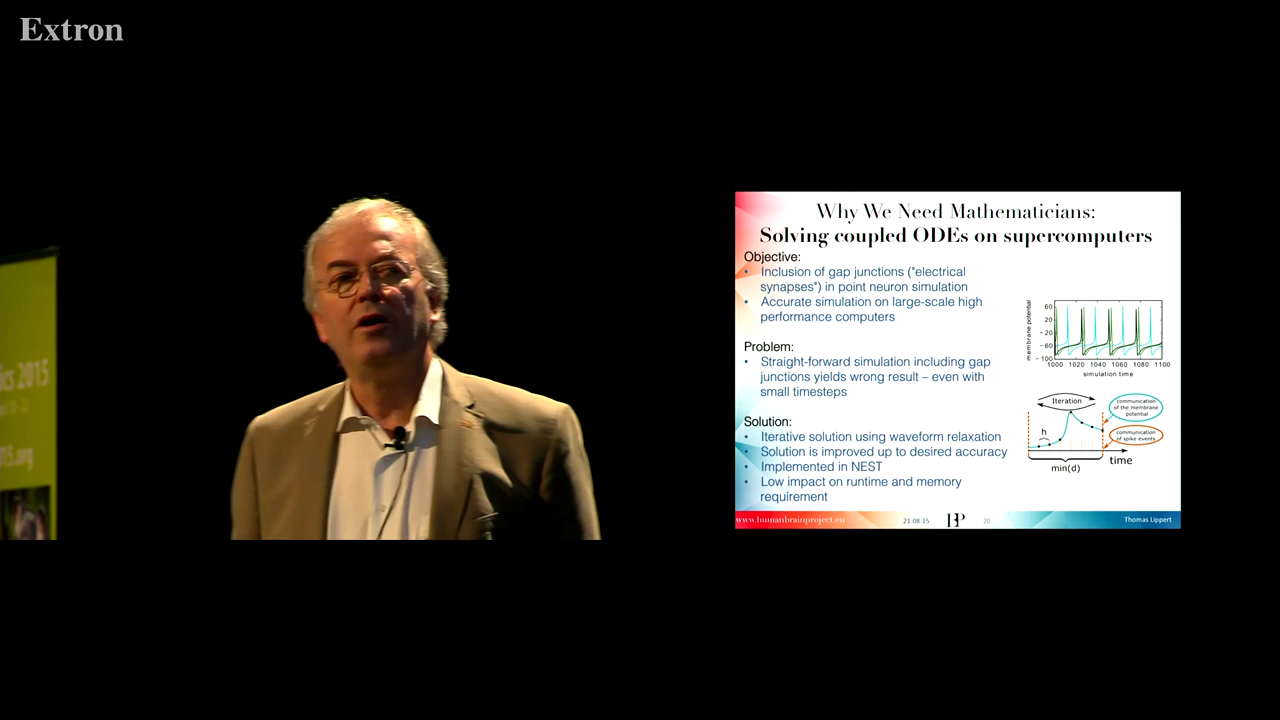 Extron
ics 2015
15.org
Why We Need Mathematicians:
Solving coupled ODEs on supercomputers
Objective:
• Inclusion of gap junctions ("electrical
synapses") in point neuron simulation
• Accurate simulation on large-scale high
performance computers
Problem:
• Straight-forward simulation including gap
junctions yields wrong result – even with
small timesteps
Solution:
• Iterative solution using waveform relaxation
• Solution is improved up to desired accuracy
• Implemented in NEST
• Low impact on runtime and memory
requirement
membrane potential
60
20
−20
−60
−100
1000 1020 1040 1060 1080 1100
simulation time
Iteration
communication
of the membrane
potential
h
communication
of spike events
min(d)
time
www.humanbrainproject.eu
21.08.15
20
Thomas Lippert